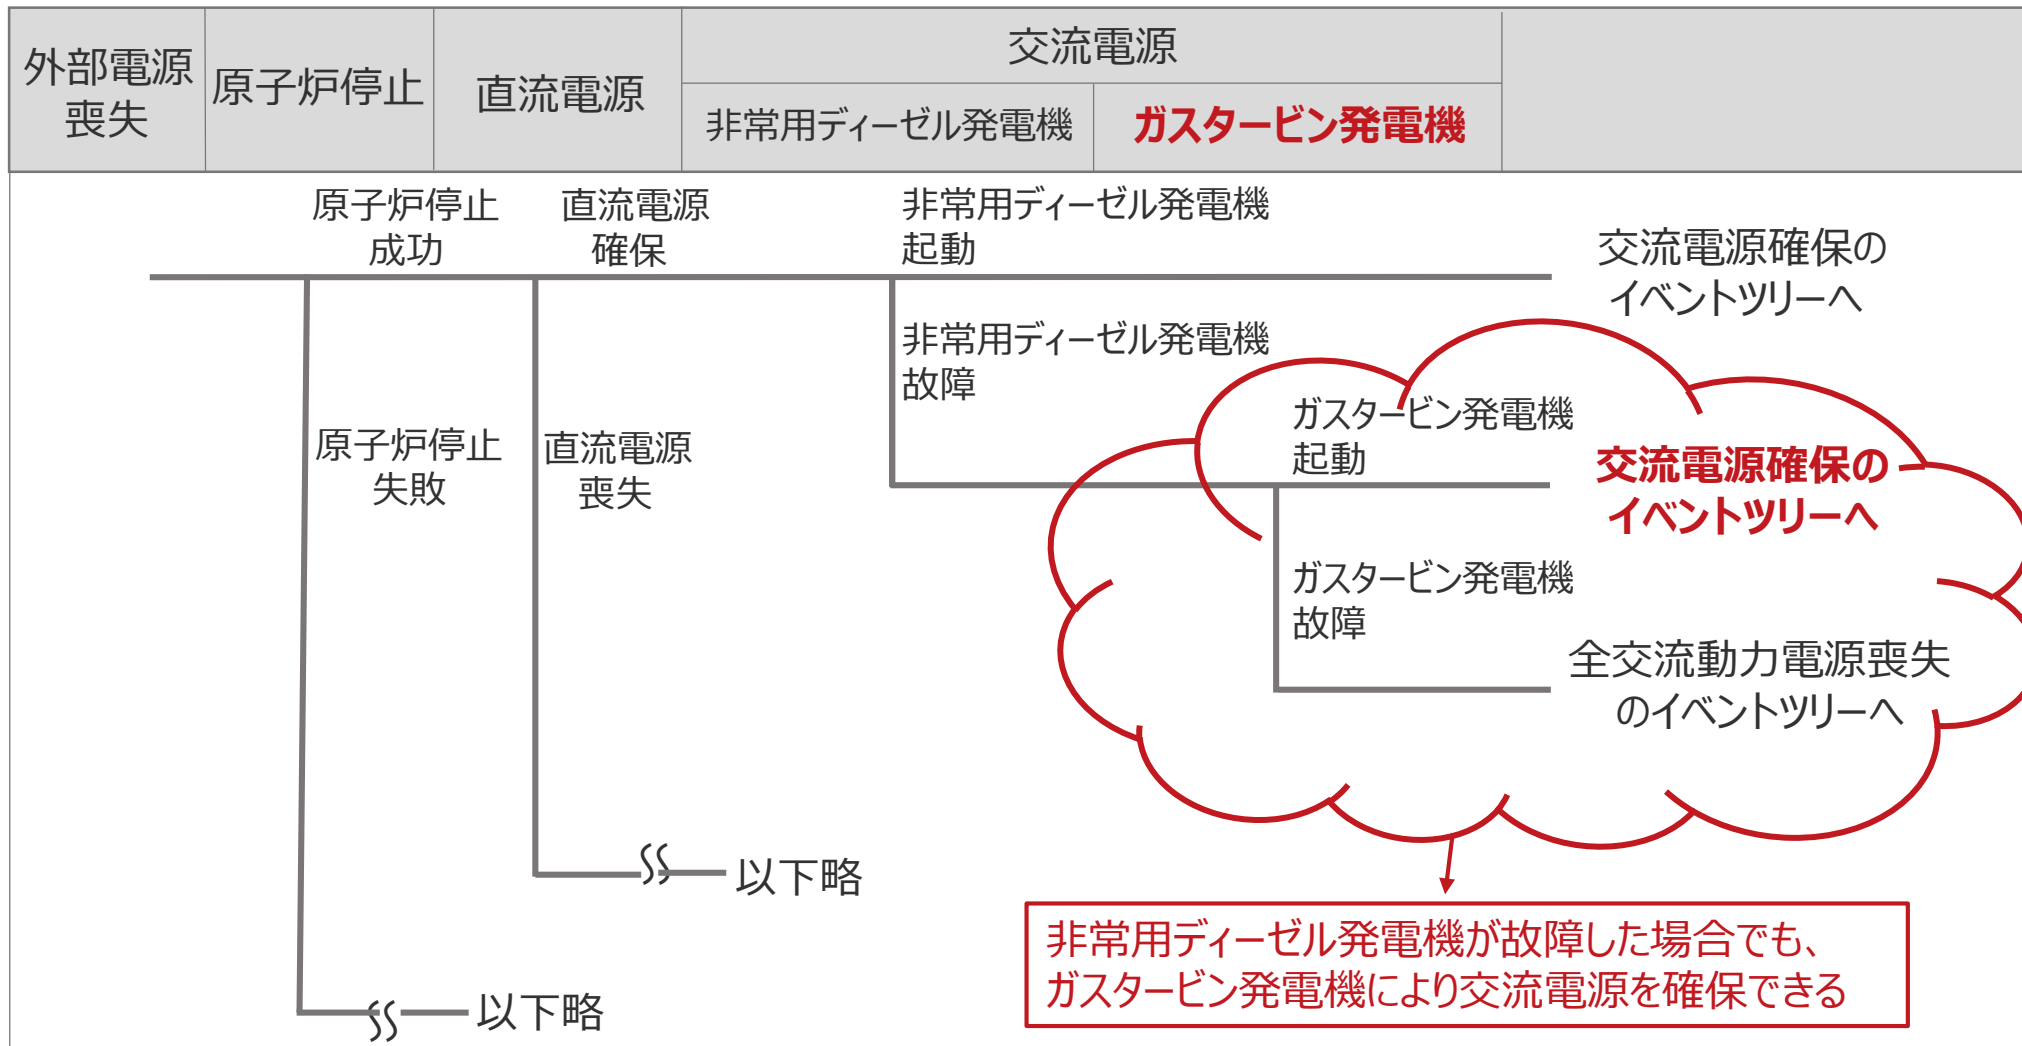 外部電源
喪失
原子炉停止
直流電源
交流電源
非常用ディーゼル発電機
ガスタービン発電機
原子炉停止
成功
直流電源
確保
非常用ディーゼル発電機
起動
交流電源確保の
イベントツリーへ
非常用ディーゼル発電機
故障
ガスタービン発電機
起動
交流電源確保の
イベントツリーへ
原子炉停止
失敗
直流電源
喪失
ガスタービン発電機
故障
全交流動力電源喪失
のイベントツリーへ
以下略
以下略
非常用ディーゼル発電機が故障した場合でも、
ガスタービン発電機により交流電源を確保できる